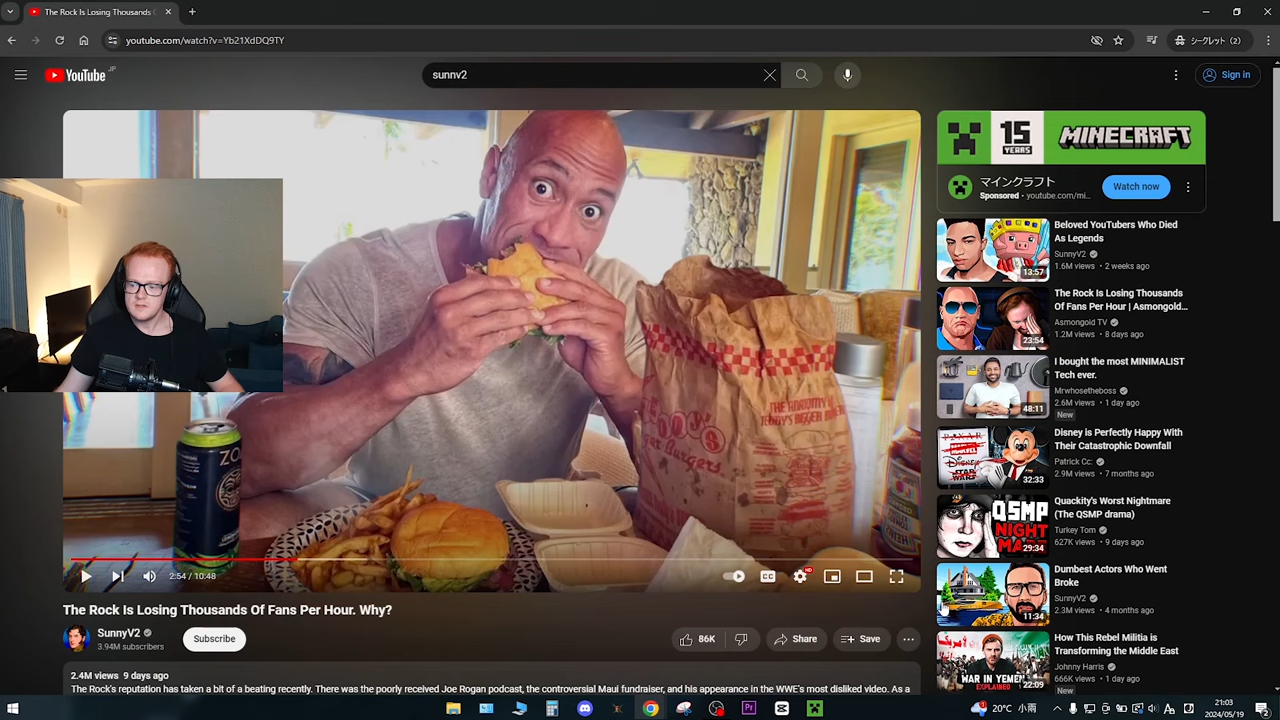 The Rock Is Losing Thousands O
youtube.com/watch?v=Yb21XdDQ9TY
シークレット (2)
YouTube JP
sunnv2
Sign in
15
YEARS
MINECRAFT
マインクラフト
Sponsored · youtube.com/mi...
Watch now
Beloved YouTubers Who Died
As Legends
SunnyV2
1.6M views · 2 weeks ago
13:57
The Rock Is Losing Thousands
Of Fans Per Hour | Asmongold...
Asmongold TV
1.2M views · 8 days ago
23:54
I bought the most MINIMALIST
Tech ever.
Mrwhosetheboss
2.6M views · 1 day ago
New
48:11
Disney is Perfectly Happy With
Their Catastrophic Downfall
Patrick Cc:
2.9M views · 7 months ago
PIXAR
MARVEL
Disney
STAR
WARS
32:33
Quackity's Worst Nightmare
(The QSMP drama)
Turkey Tom
627K views · 9 days ago
QSMP
NIGHT
MA
29:34
Dumbest Actors Who Went
Broke
SunnyV2
2.3M views · 4 months ago
11:34
How This Rebel Militia is
Transforming the Middle East
Johnny Harris
666K views · 1 day ago
New
WAR IN YEMEN
EXPLAINED
22:09
ZO
2:54 / 10:48
CC
HD
The Rock Is Losing Thousands Of Fans Per Hour. Why?
SunnyV2
3.94M subscribers
Subscribe
86K
Share
Save
2.4M views 9 days ago
The Rock's reputation has taken a bit of a beating recently. There was the poorly received Joe Rogan podcast, the controversial Maui fundraiser, and his appearance in the WWE's most disliked video. As a
20°C 小雨
21:03
2024/05/19